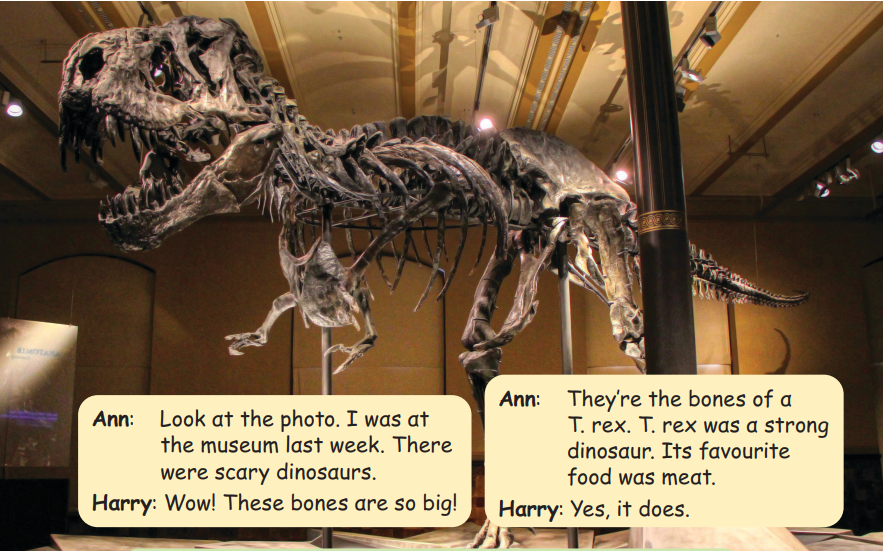 Ann: Look at the photo. I was at
the museum last week. There
were scary dinosaurs.
Harry: Wow! These bones are so big!
Ann: They're the bones of a
T. rex. T. rex was a strong
dinosaur. Its favourite
food was meat.
Harry: Yes, it does.